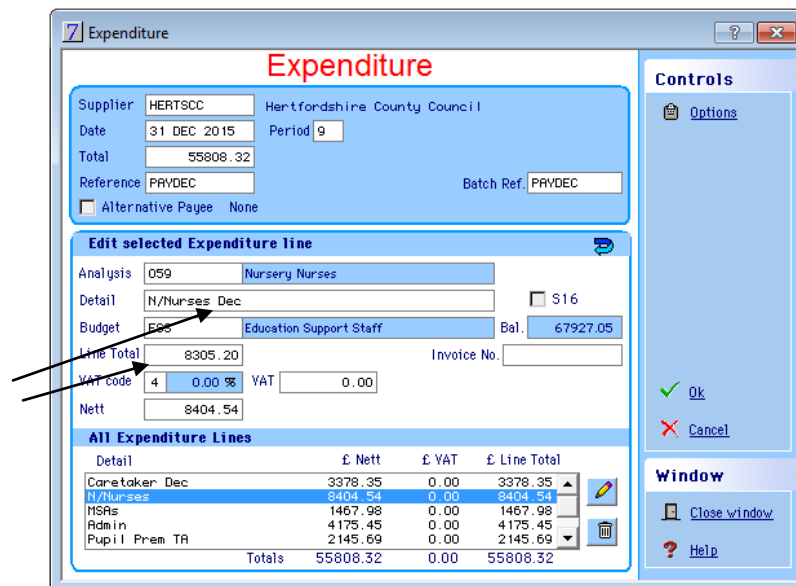 Expenditure
Expenditure
Supplier HERTSCC Hertfordshire County Council
Date 31 DEC 2015 Period 9
Total 55808.32
Reference PAYDEC Batch Ref. PAYDEC
Alternative Payee None
Edit selected Expenditure line
Analysis 059 Nursery Nurses
Detail N/Nurses Dec S16
Budget ESS Education Support Staff Bal. 67927.05
Line Total 8305.20 Invoice No.
VAT code 4 0.00 % VAT 0.00
Nett 8404.54
All Expenditure Lines
Detail £ Nett £ VAT £ Line Total
Caretaker Dec 3378.35 0.00 3378.35
N/Nurses 8404.54 0.00 8404.54
MSAs 1467.98 0.00 1467.98
Admin 4175.45 0.00 4175.45
Pupil Prem TA 2145.69 0.00 2145.69
Totals 55808.32 0.00 55808.32
Controls
Options
Ok
Cancel
Window
Close window
Help